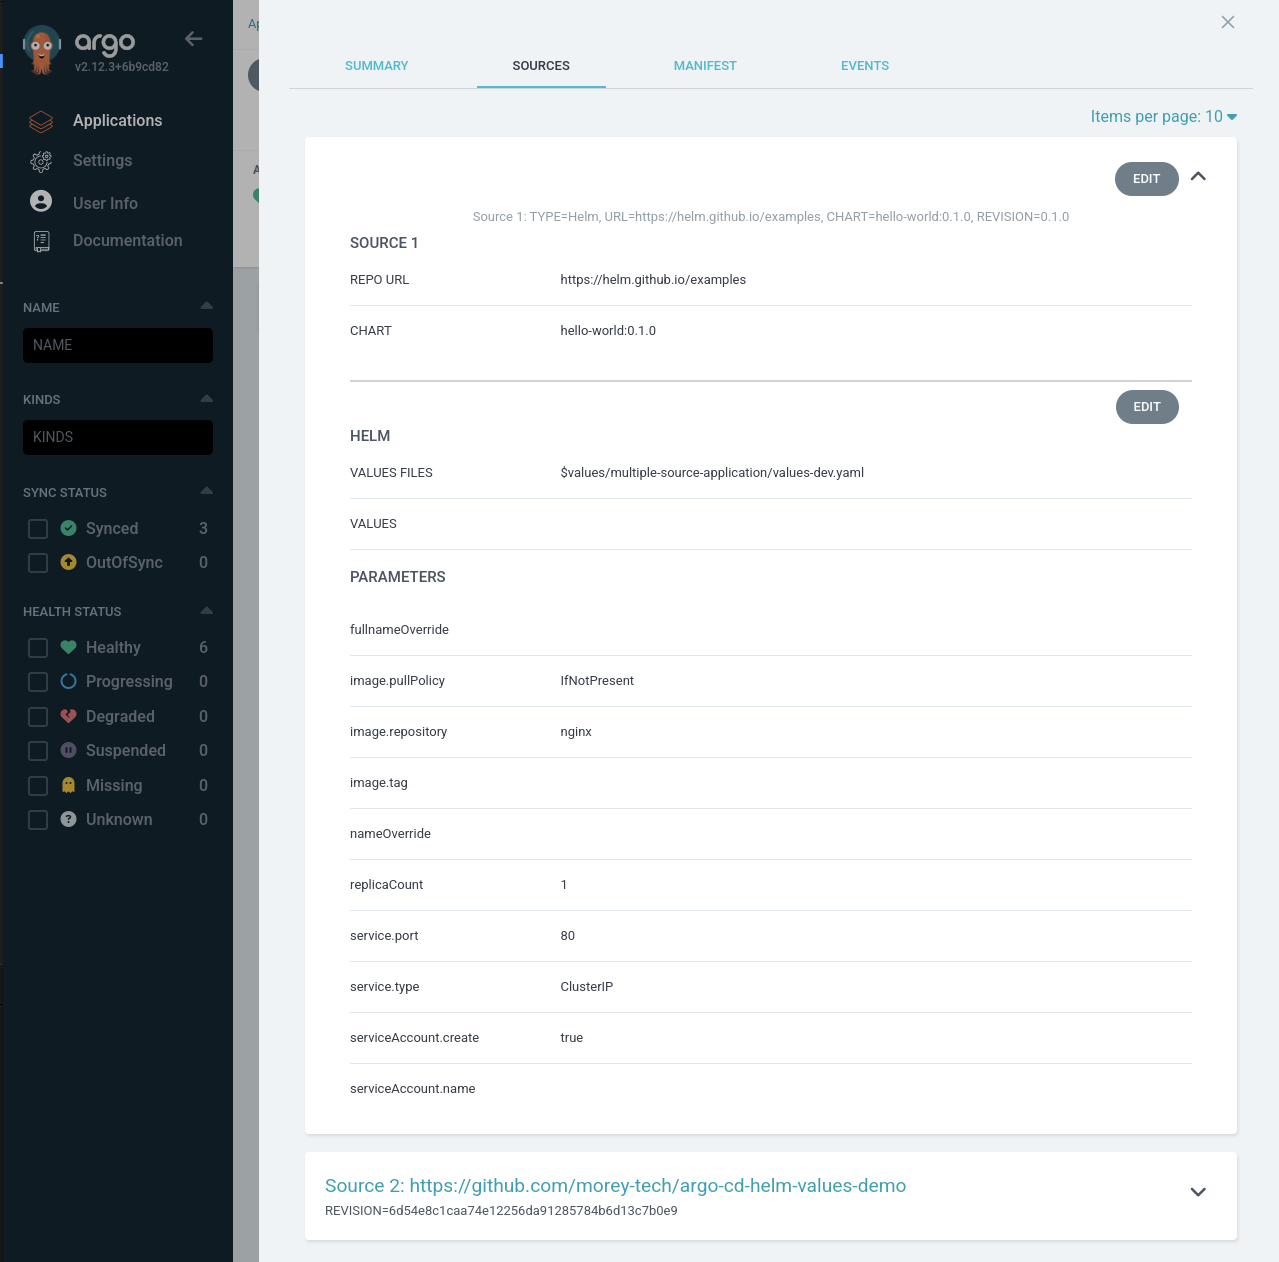 argo
v2.12.3+6b9cd82
Applications
Settings
User Info
Documentation
NAME
NAME
KINDS
KINDS
SYNC STATUS
Synced 3
OutOfSync 0
HEALTH STATUS
Healthy 6
Progressing 0
Degraded 0
Suspended 0
Missing 0
Unknown 0
Ap
A
SUMMARY SOURCES MANIFEST EVENTS
Items per page: 10
EDIT
Source 1: TYPE=Helm, URL=https://helm.github.io/examples, CHART=hello-world:0.1.0, REVISION=0.1.0
SOURCE 1
REPO URL https://helm.github.io/examples
CHART hello-world:0.1.0
EDIT
HELM
VALUES FILES $values/multiple-source-application/values-dev.yaml
VALUES
PARAMETERS
fullnameOverride
image.pullPolicy IfNotPresent
image.repository nginx
image.tag
nameOverride
replicaCount 1
service.port 80
service.type ClusterIP
serviceAccount.create true
serviceAccount.name
Source 2: https://github.com/morey-tech/argo-cd-helm-values-demo
REVISION=6d54e8c1caa74e12256da91285784b6d13c7b0e9